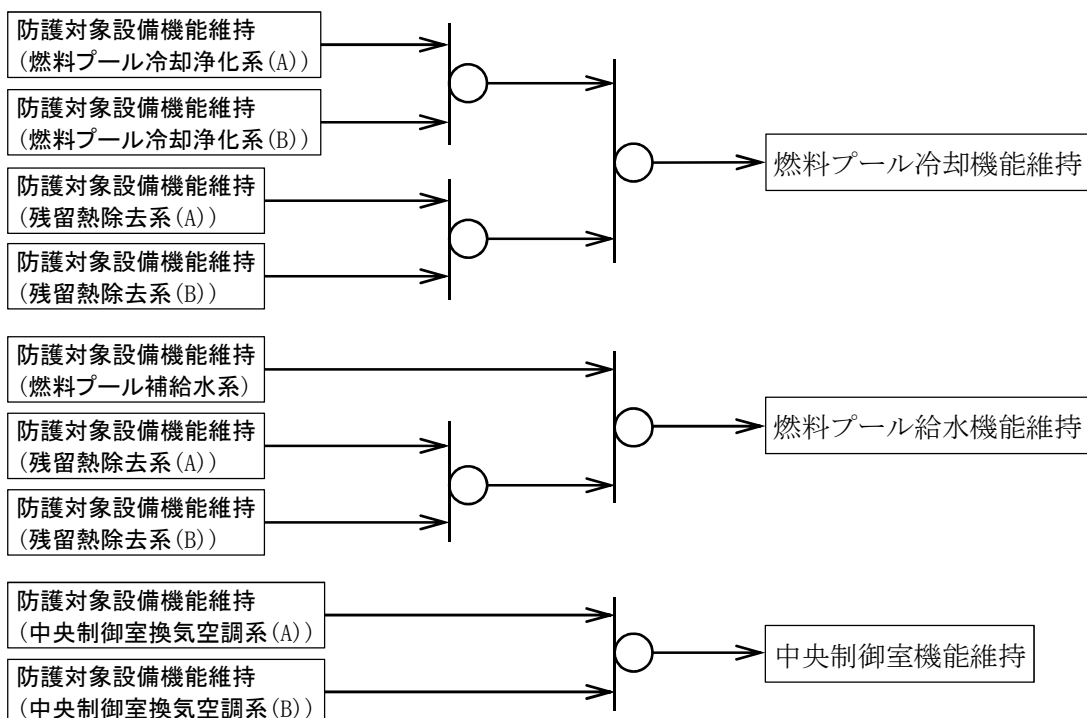 防護対象設備機能維持
(燃料プール冷却浄化系(A))
防護対象設備機能維持
(燃料プール冷却浄化系(B))
防護対象設備機能維持
(残留熱除去系(A))
防護対象設備機能維持
(残留熱除去系(B))
燃料プール冷却機能維持
防護対象設備機能維持
(燃料プール補給水系)
防護対象設備機能維持
(残留熱除去系(A))
防護対象設備機能維持
(残留熱除去系(B))
燃料プール給水機能維持
防護対象設備機能維持
(中央制御室換気空調系(A))
防護対象設備機能維持
(中央制御室換気空調系(B))
中央制御室機能維持